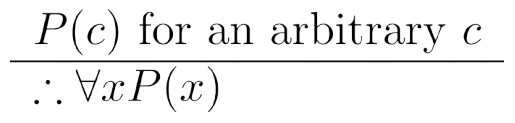 P(c) for an arbitrary c
∴ ∀xP(x)